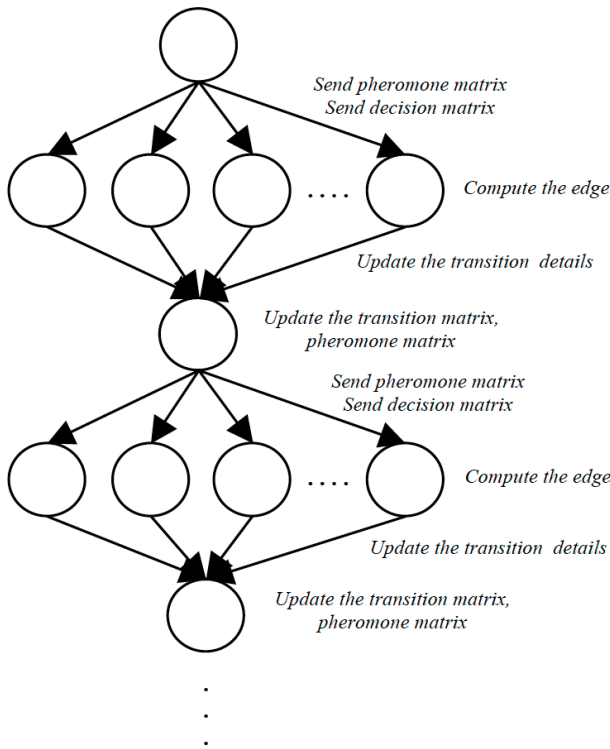 Send pheromone matrix
Send decision matrix
. . . .
Compute the edge
Update the transition details
Update the transition matrix,
pheromone matrix
Send pheromone matrix
Send decision matrix
. . . .
Compute the edge
Update the transition details
Update the transition matrix,
pheromone matrix
.
.
.